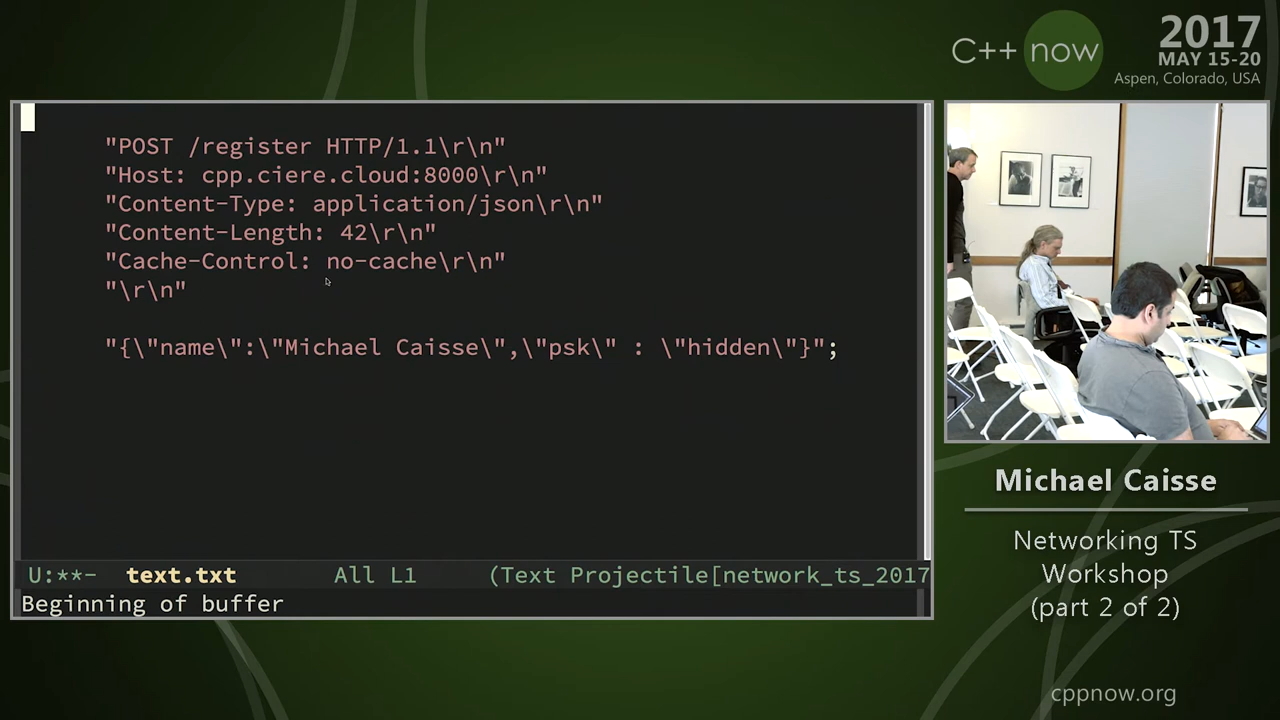 C++ now
2017
MAY 15-20
Aspen, Colorado, USA
"POST /register HTTP/1.1\r\n"
"Host: cpp.ciere.cloud:8000\r\n"
"Content-Type: application/json\r\n"
"Content-Length: 42\r\n"
"Cache-Control: no-cache\r\n"
"\r\n"
"{\"name\":\"Michael Caisse\",\"psk\" : \"hidden\"}";
U:**- text.txt All L1 (Text Projectile[network_ts_2017
Beginning of buffer
Michael Caisse
Networking TS
Workshop
(part 2 of 2)
cppnow.org